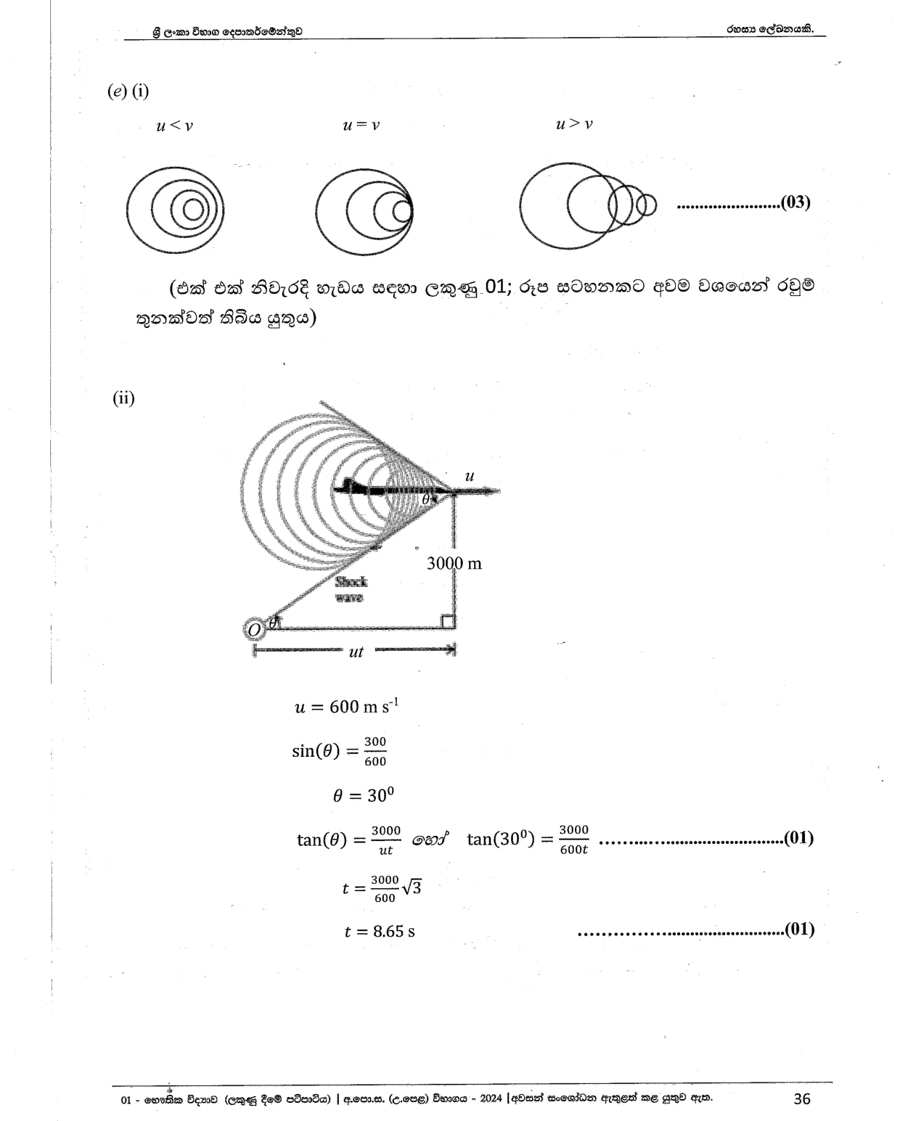 ශ්‍රී ලංකා විභාග දෙපාර්තමේන්තුව රහස්‍ය ලේඛනයකි.
(e) (i)
u < v u = v u > v
........................(03)
(එක් එක් නිවැරදි හැඩය සඳහා ලකුණු 01; රූප සටහනකට අවම වශයෙන් රවුම්
තුනක්වත් තිබිය යුතුය)
(ii)
u
θ
3000 m
Shock
wave
O θ
ut
u = 600 m s⁻¹
sin(θ) = 300/600
θ = 30⁰
tan(θ) = 3000/ut හෝ tan(30⁰) = 3000/600t ........................................(01)
t = 3000/600 √3
t = 8.65 s ........................................(01)
01 - භෞතික විද්‍යාව (ලකුණු දීමේ පටිපාටිය) | අ.පො.ස. (උ.පෙළ) විභාගය - 2024 | අවසන් සංශෝධන ඇතුළත් කළ යුතුව ඇත. 36